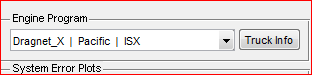 Engine Program
Dragnet_X | Pacific | ISX Truck Info
System Error Plots